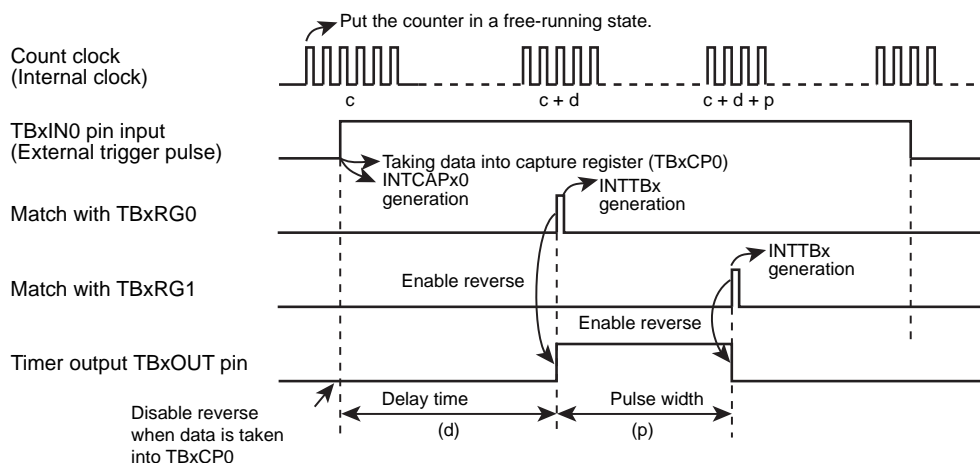 Put the counter in a free-running state.
Count clock
(Internal clock)
c
c + d
c + d + p
TBxIN0 pin input
(External trigger pulse)
Taking data into capture register (TBxCP0)
INTCAPx0
generation
INTTBx
generation
Match with TBxRG0
INTTBx
generation
Enable reverse
Match with TBxRG1
Enable reverse
Timer output TBxOUT pin
Disable reverse
when data is taken
into TBxCP0
Delay time
(d)
Pulse width
(p)